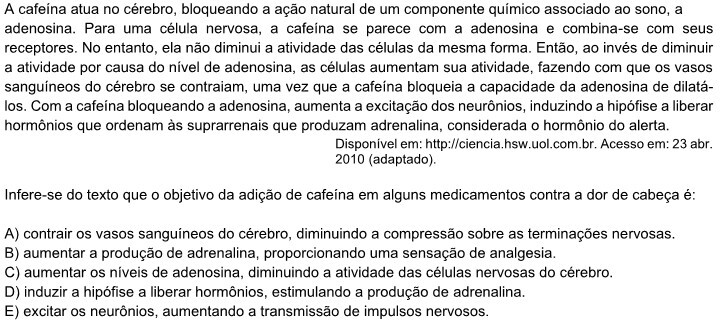 A cafeína atua no cérebro, bloqueando a ação natural de um componente químico associado ao sono, a
adenosina. Para uma célula nervosa, a cafeína se parece com a adenosina e combina-se com seus
receptores. No entanto, ela não diminui a atividade das células da mesma forma. Então, ao invés de diminuir
a atividade por causa do nível de adenosina, as células aumentam sua atividade, fazendo com que os vasos
sanguíneos do cérebro se contraiam, uma vez que a cafeína bloqueia a capacidade da adenosina de dilatá-
los. Com a cafeína bloqueando a adenosina, aumenta a excitação dos neurônios, induzindo a hipófise a liberar
hormônios que ordenam às suprarrenais que produzam adrenalina, considerada o hormônio do alerta.
Disponível em: http://ciencia.hsw.uol.com.br. Acesso em: 23 abr.
2010 (adaptado).
Infere-se do texto que o objetivo da adição de cafeína em alguns medicamentos contra a dor de cabeça é:
A) contrair os vasos sanguíneos do cérebro, diminuindo a compressão sobre as terminações nervosas.
B) aumentar a produção de adrenalina, proporcionando uma sensação de analgesia.
C) aumentar os níveis de adenosina, diminuindo a atividade das células nervosas do cérebro.
D) induzir a hipófise a liberar hormônios, estimulando a produção de adrenalina.
E) excitar os neurônios, aumentando a transmissão de impulsos nervosos.